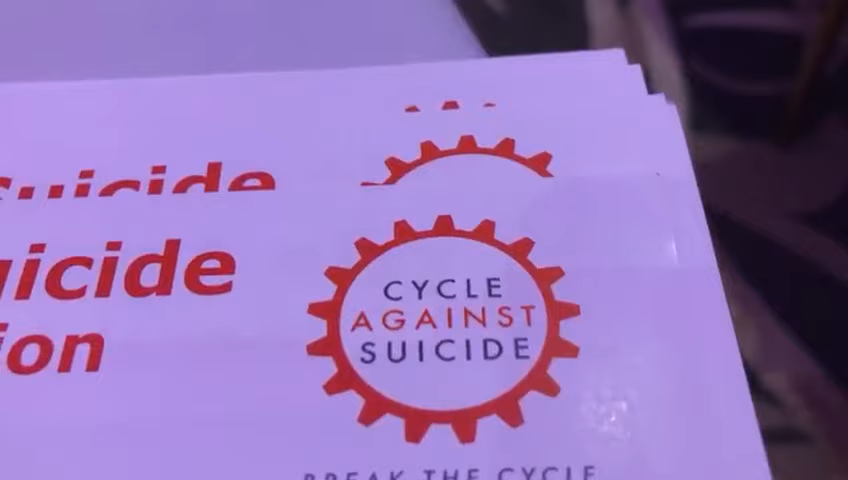 Suicide
uicide
ion
CYCLE
AGAINST
SUICIDE
BREAK THE CYCLE